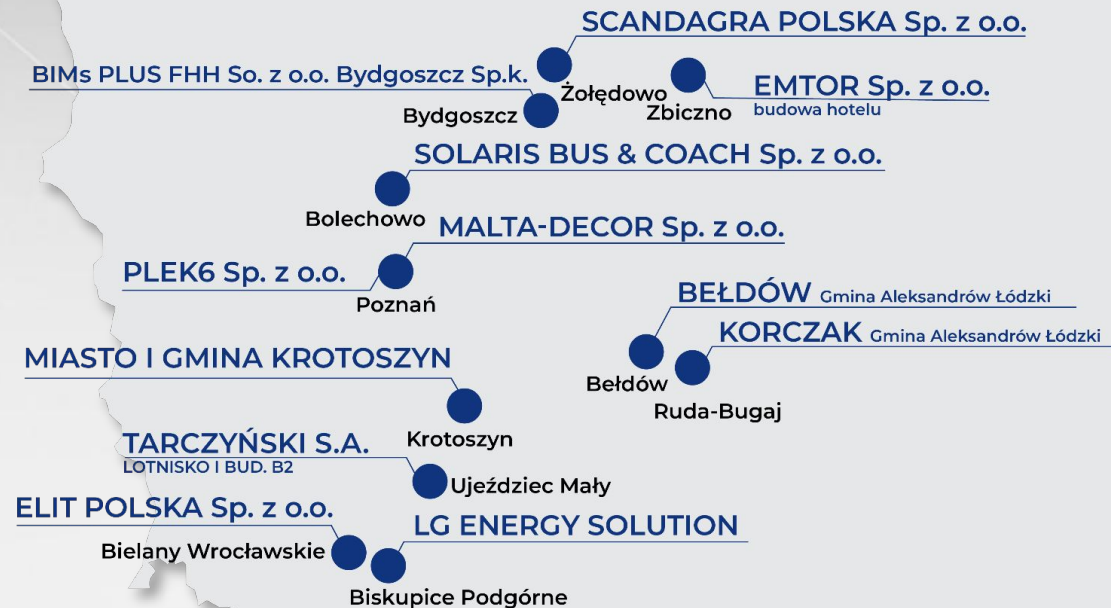 SCANDAGRA POLSKA Sp. z o.o.
BIMs PLUS FHH So. z o.o. Bydgoszcz Sp.k.
Żołędowo
Bydgoszcz
Zbiczno
EMTOR Sp. z o.o.
budowa hotelu
SOLARIS BUS & COACH Sp. z o.o.
Bolechowo
MALTA-DECOR Sp. z o.o.
PLEK6 Sp. z o.o.
Poznań
BEŁDÓW Gmina Aleksandrów Łódzki
KORCZAK Gmina Aleksandrów Łódzki
MIASTO I GMINA KROTOSZYN
Bełdów
Ruda-Bugaj
Krotoszyn
TARCZYŃSKI S.A.
LOTNISKO I BUD. B2
Ujeździec Mały
ELIT POLSKA Sp. z o.o.
LG ENERGY SOLUTION
Bielany Wrocławskie
Biskupice Podgórne